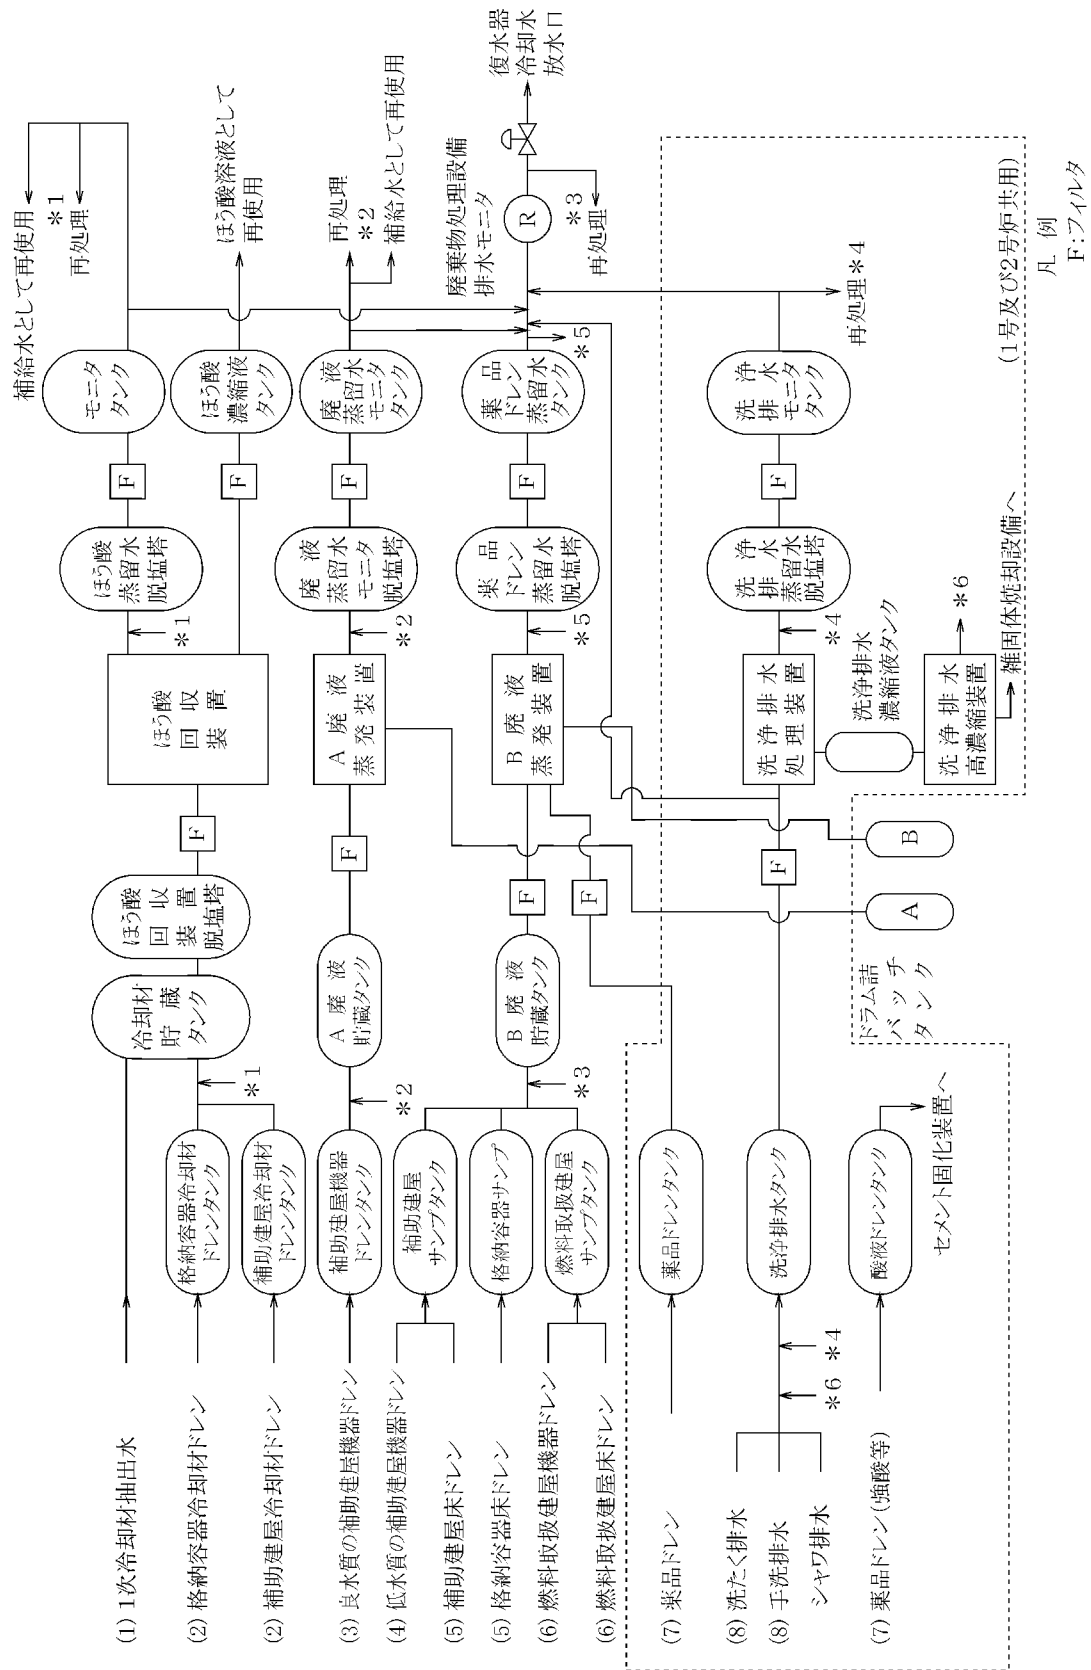 (1) 1次冷却材抽出水
(2) 格納容器冷却材ドレン
(2) 補助建屋冷却材ドレン
(3) 良水質の補助建屋機器ドレン
(4) 低水質の補助建屋機器ドレン
(5) 補助建屋床ドレン
(5) 格納容器床ドレン
(6) 燃料取扱建屋機器ドレン
(6) 燃料取扱建屋床ドレン
(7) 薬品ドレン
(8) 洗たく排水
(8) 手洗排水
シャワ排水
(7) 薬品ドレン(強酸等)
格納容器冷却材
ドレンタンク
補助建屋冷却材
ドレンタンク
補助建屋機器
ドレンタンク
補助建屋
サンプタンク
格納容器サンプ
燃料取扱建屋
サンプタンク
薬品ドレンタンク
洗浄排水タンク
酸液ドレンタンク
セメント固化装置へ
*1
*2
*3
*6
*4
冷却材
貯蔵
タンク
ほう酸
回収
装置
脱塩塔
F
A 廃液
貯蔵タンク
F
B 廃液
貯蔵タンク
F
F
F
ドラム詰
バッチ
タンク
A
B
ほう酸
回収
装置
A 廃液
蒸発装置
B 廃液
蒸発装置
洗浄排水
処理装置
洗浄排水
濃縮液タンク
洗浄排水
高濃縮装置
*6
雑固体焼却設備へ
*1
*2
*5
*4
ほう酸
蒸留水
脱塩塔
廃液
蒸留水
モニタ
脱塩塔
薬品
ドレン
蒸留水
脱塩塔
洗浄
排水
蒸留水
脱塩塔
F
F
F
F
F
モニタ
タンク
ほう酸
濃縮液
タンク
廃液
蒸留水
モニタ
タンク
薬品
ドレン
蒸留水
タンク
洗浄
排水
モニタ
タンク
補給水として再使用
*1
再処理
ほう酸溶液として
再使用
再処理
*2
補給水として再使用
廃棄物処理設備
排水モニタ
R
*3
再処理
*5
再処理*4
復水器
冷却水
放水口
(1号及び2号炉共用)
凡 例
F:フィルタ